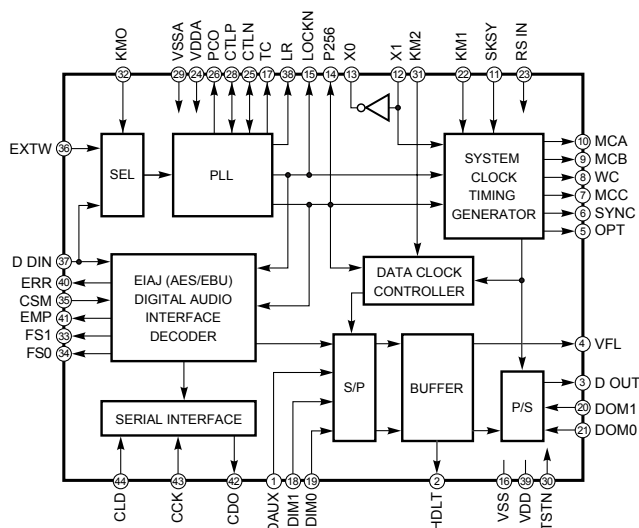 KMO
VSSA
VDDA
PCO
CTLP
CTLN
TC
LR
LOCKN
P256
X0
X1
KM2
KM1
SKSY
RS IN
32
29
24
26
28
25
17
38
15
14
13
12
31
22
11
23
EXTW
36
SEL
PLL
SYSTEM
CLOCK
TIMING
GENERATOR
10
MCA
9
MCB
8
WC
7
MCC
6
SYNC
5
OPT
D DIN
37
ERR
40
CSM
35
EMP
41
FS1
33
FS0
34
EIAJ (AES/EBU)
DIGITAL AUDIO
INTERFACE
DECODER
DATA CLOCK
CONTROLLER
S/P
BUFFER
P/S
4
VFL
3
D OUT
20
DOM1
21
DOM0
SERIAL INTERFACE
44
43
42
1
18
19
2
16
39
30
CLD
CCK
CDO
DAUX
DIM1
DIM0
HDLT
VSS
VDD
TSTN